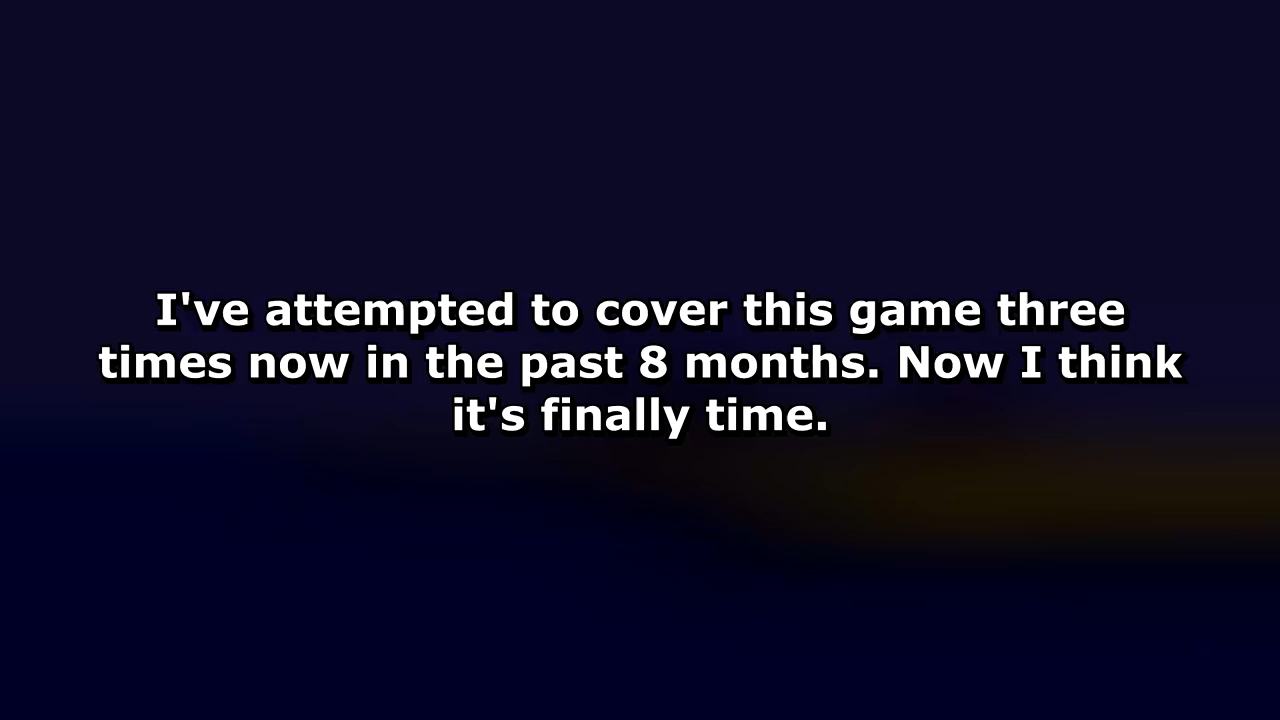 I've attempted to cover this game three
times now in the past 8 months. Now I think
it's finally time.